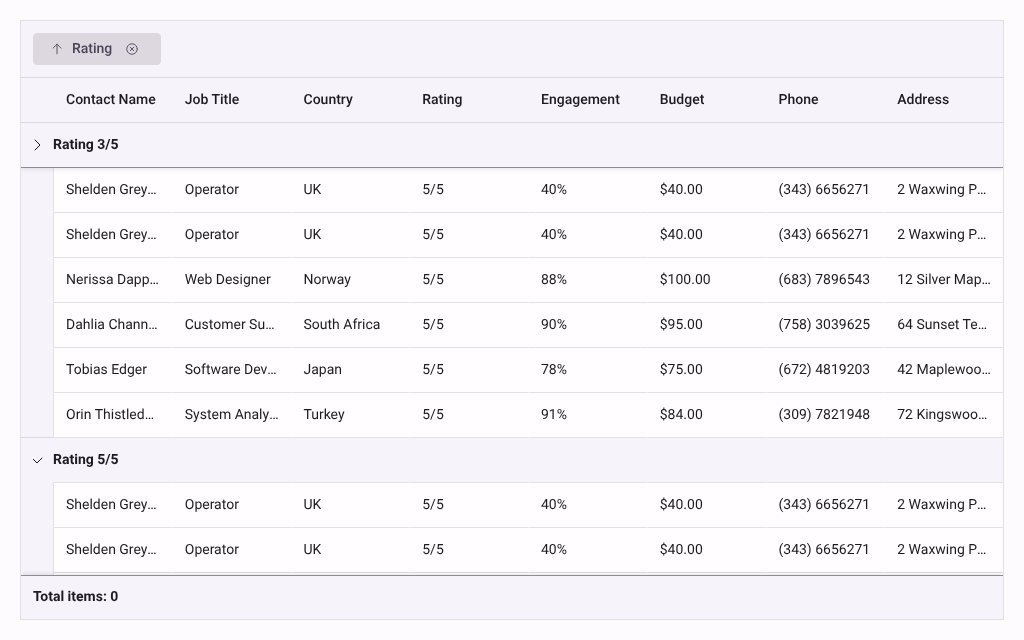 Rating
Contact Name Job Title Country Rating Engagement Budget Phone Address
Rating 3/5
Shelden Grey... Operator UK 5/5 40% $40.00 (343) 6656271 2 Waxwing P...
Shelden Grey... Operator UK 5/5 40% $40.00 (343) 6656271 2 Waxwing P...
Nerissa Dapp... Web Designer Norway 5/5 88% $100.00 (683) 7896543 12 Silver Map...
Dahlia Chann... Customer Su... South Africa 5/5 90% $95.00 (758) 3039625 64 Sunset Te...
Tobias Edger Software Dev... Japan 5/5 78% $75.00 (672) 4819203 42 Maplewoo...
Orin Thistled... System Analy... Turkey 5/5 91% $84.00 (309) 7821948 72 Kingswoo...
Rating 5/5
Shelden Grey... Operator UK 5/5 40% $40.00 (343) 6656271 2 Waxwing P...
Shelden Grey... Operator UK 5/5 40% $40.00 (343) 6656271 2 Waxwing P...
Total items: 0